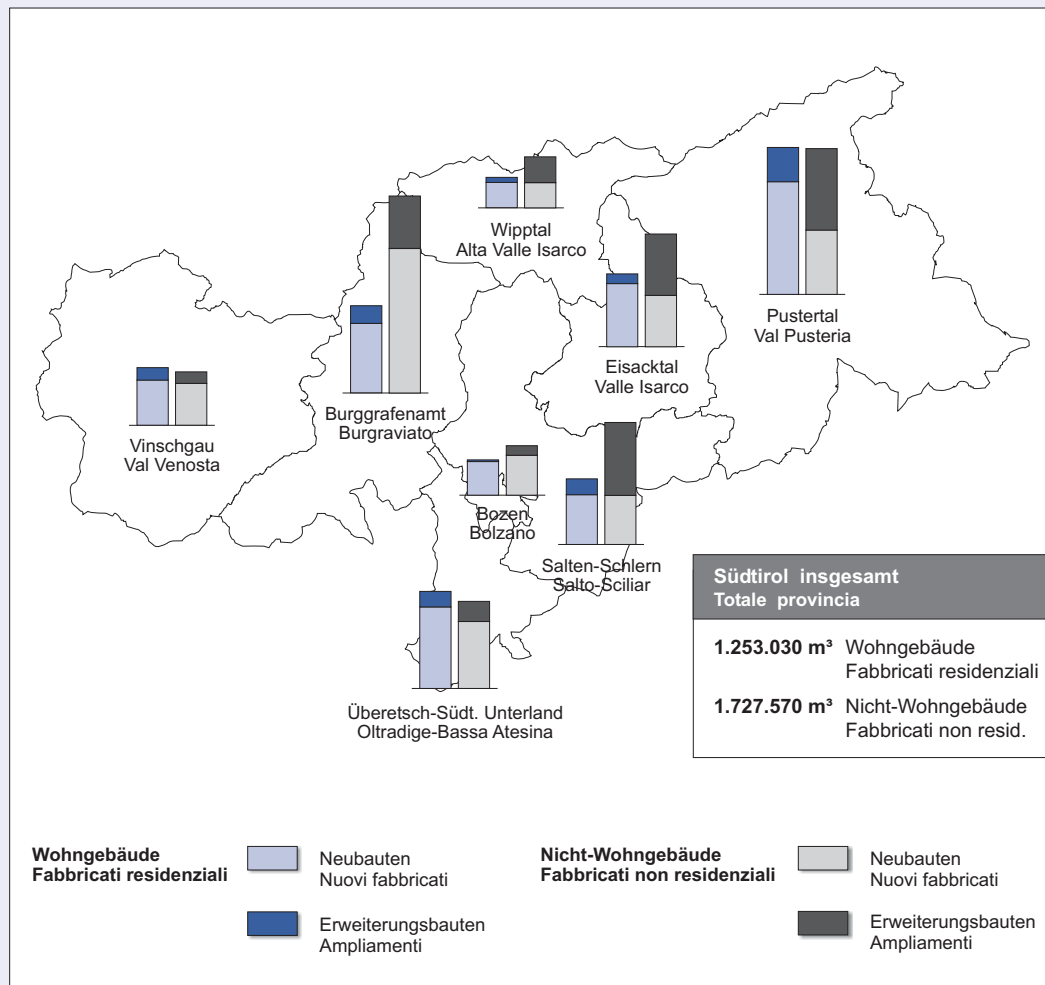 Wipptal
Alta Valle Isarco
Pustertal
Val Pusteria
Eisacktal
Valle Isarco
Burggrafenamt
Burgraviato
Vinschgau
Val Venosta
Bozen
Bolzano
Salten-Schlern
Salto-Sciliar
Überetsch-Südt. Unterland
Oltradige-Bassa Atesina
Südtirol insgesamt
Totale provincia
1.253.030 m³ Wohngebäude
Fabbricati residenziali
1.727.570 m³ Nicht-Wohngebäude
Fabbricati non resid.
Wohngebäude
Fabbricati residenziali
Neubauten
Nuovi fabbricati
Erweiterungsbauten
Ampliamenti
Nicht-Wohngebäude
Fabbricati non residenziali
Neubauten
Nuovi fabbricati
Erweiterungsbauten
Ampliamenti